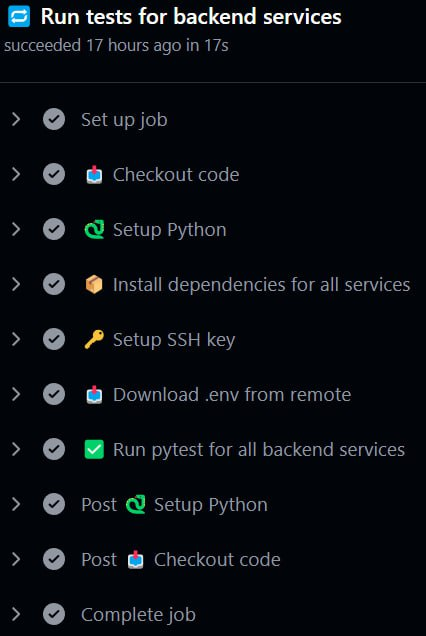 🔁 Run tests for backend services
succeeded 17 hours ago in 17s
Set up job
📥 Checkout code
🐍 Setup Python
📦 Install dependencies for all services
🔑 Setup SSH key
📥 Download .env from remote
✅ Run pytest for all backend services
Post 🐍 Setup Python
Post 📥 Checkout code
Complete job